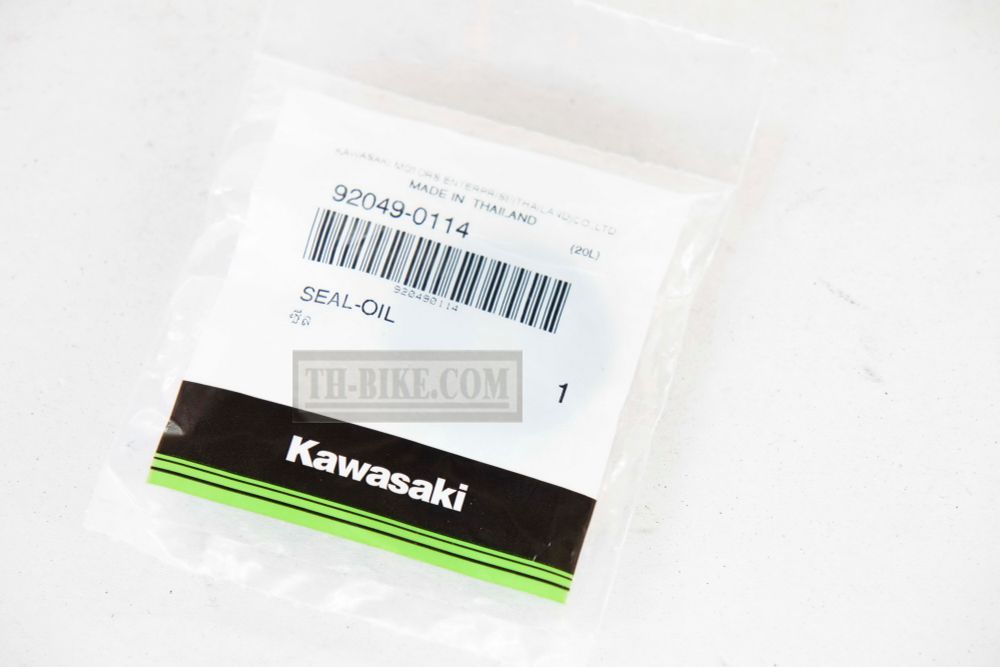 KAWASAKI MOTORS ENTERPRISE(THAILAND)CO.,LTD
MADE IN THAILAND
92049-0114
(20L)
920490114
SEAL-OIL
ซีล
1
TH-BIKE.COM
Kawasaki